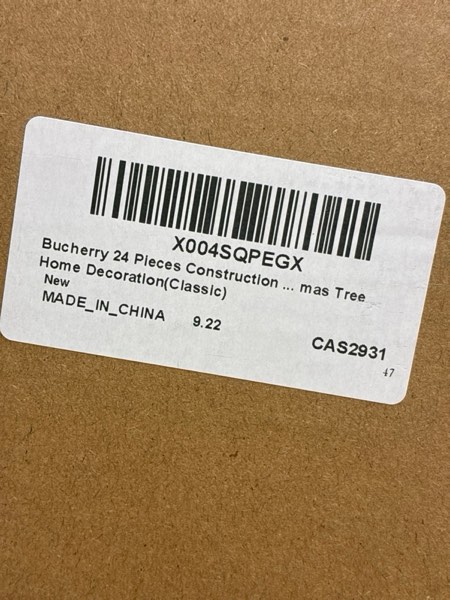 X004SQPEGX
Bucherry 24 Pieces Construction ... mas Tree
Home Decoration(Classic)
New
MADE_IN_CHINA 9.22
CAS2931
47